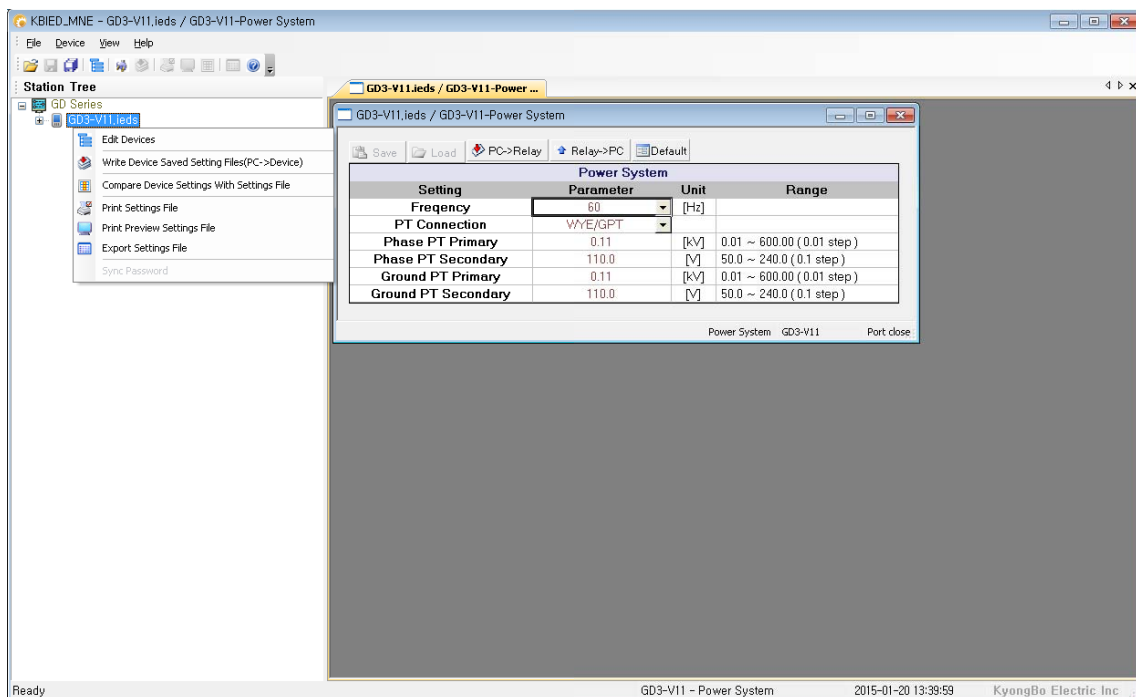 KBIED_MNE - GD3-V11.ieds / GD3-V11-Power System
File Device View Help
Station Tree
GD3-V11.ieds / GD3-V11-Power ...
GD Series
GD3-V11.ieds
GD3-V11.ieds / GD3-V11-Power System
Edit Devices
Write Device Saved Setting Files(PC->Device)
Compare Device Settings With Settings File
Print Settings File
Print Preview Settings File
Export Settings File
Sync Password
Save Load PC->Relay Relay->PC Default
Power System
Setting Parameter Unit Range
Freqency 60 [Hz]
PT Connection WYE/GPT
Phase PT Primary 0.11 [kV] 0.01 ~ 600.00 ( 0.01 step )
Phase PT Secondary 110.0 [V] 50.0 ~ 240.0 ( 0.1 step )
Ground PT Primary 0.11 [kV] 0.01 ~ 600.00 ( 0.01 step )
Ground PT Secondary 110.0 [V] 50.0 ~ 240.0 ( 0.1 step )
Power System GD3-V11 Port close
Ready GD3-V11 - Power System 2015-01-20 13:39:59 KyongBo Electric Inc